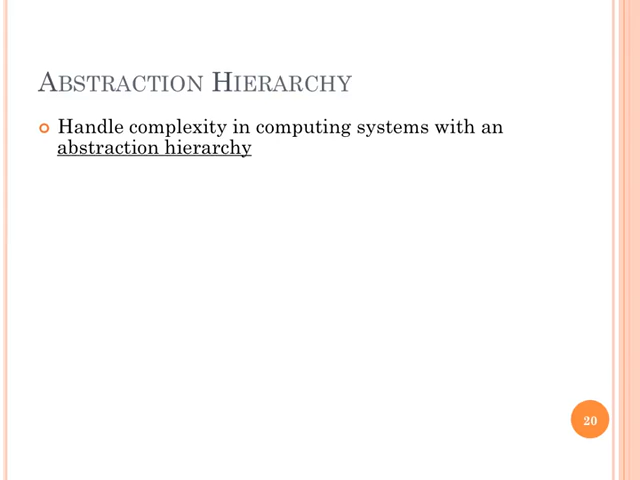 Abstraction Hierarchy
Handle complexity in computing systems with an
abstraction hierarchy
20